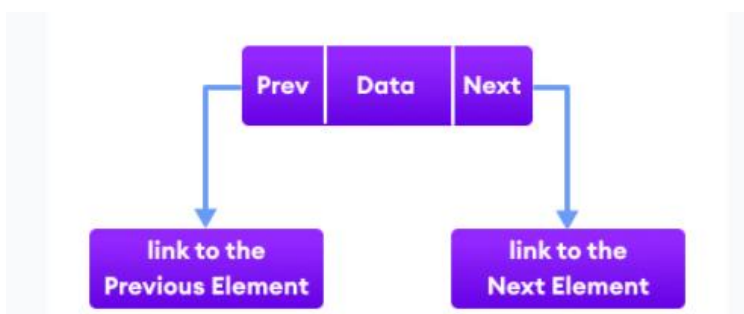 Prev Data Next
link to the
Previous Element
link to the
Next Element